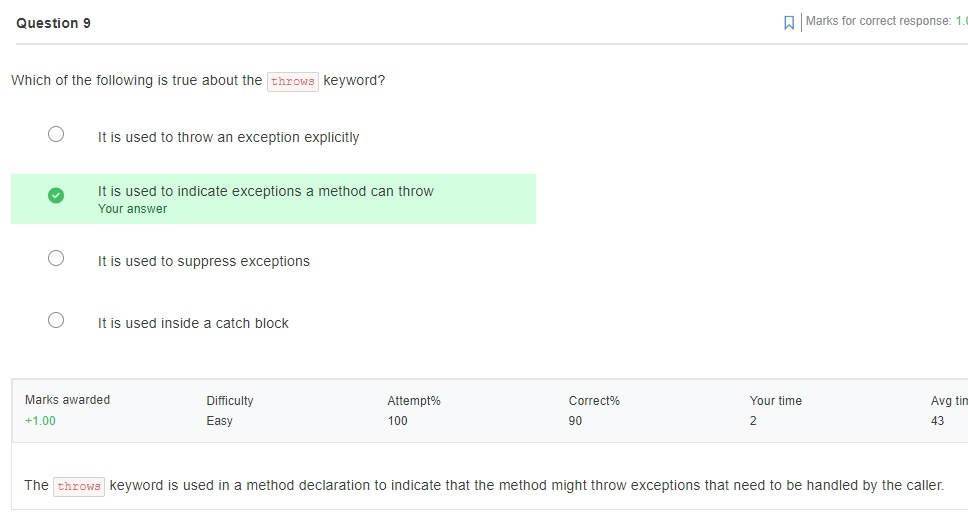 Question 9
Marks for correct response: 1.0
Which of the following is true about the throws keyword?
It is used to throw an exception explicitly
It is used to indicate exceptions a method can throw
Your answer
It is used to suppress exceptions
It is used inside a catch block
Marks awarded Difficulty Attempt% Correct% Your time Avg
+1.00 Easy 100 90 2 43
The throws keyword is used in a method declaration to indicate that the method might throw exceptions that need to be handled by the caller.